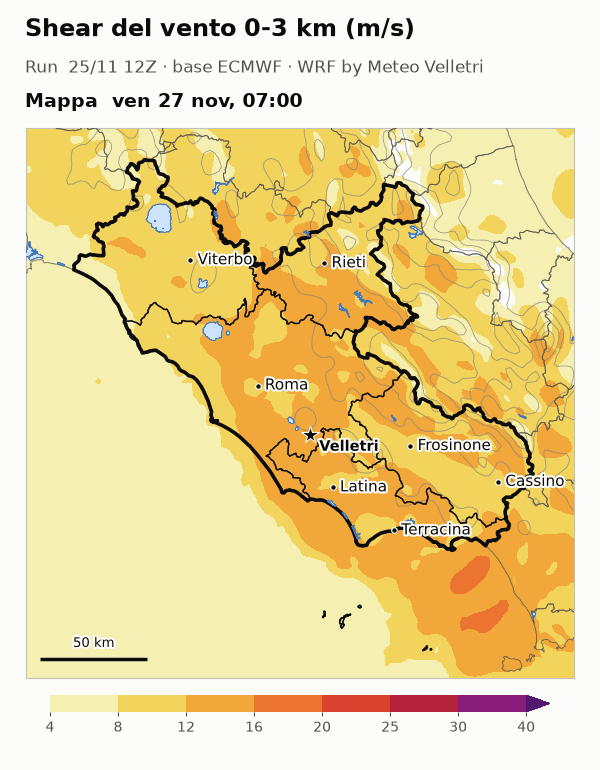 Shear del vento 0-3 km (m/s)
Run  25/11 12Z · base ECMWF · WRF by Meteo Velletri
Mappa  ven 27 nov, 07:00
Viterbo
Rieti
Roma
Velletri
Frosinone
Cassino
Latina
Terracina
50 km
4 8 12 16 20 25 30 40